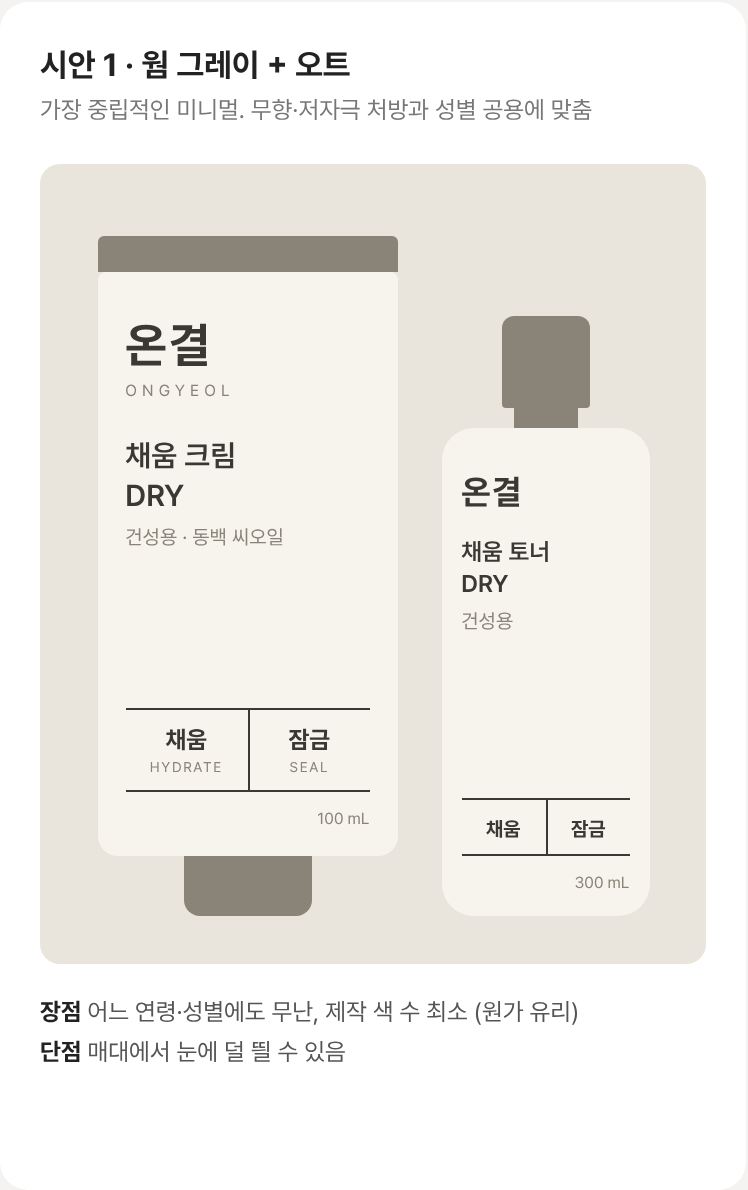 시안 1 · 웜 그레이 + 오트
가장 중립적인 미니멀. 무향·저자극 처방과 성별 공용에 맞춤
온결
ONGYEOL
채움 크림
DRY
건성용 · 동백 씨오일
채움
HYDRATE
잠금
SEAL
100 mL
온결
채움 토너
DRY
건성용
채움
잠금
300 mL
장점 어느 연령·성별에도 무난, 제작 색 수 최소 (원가 유리)
단점 매대에서 눈에 덜 띌 수 있음